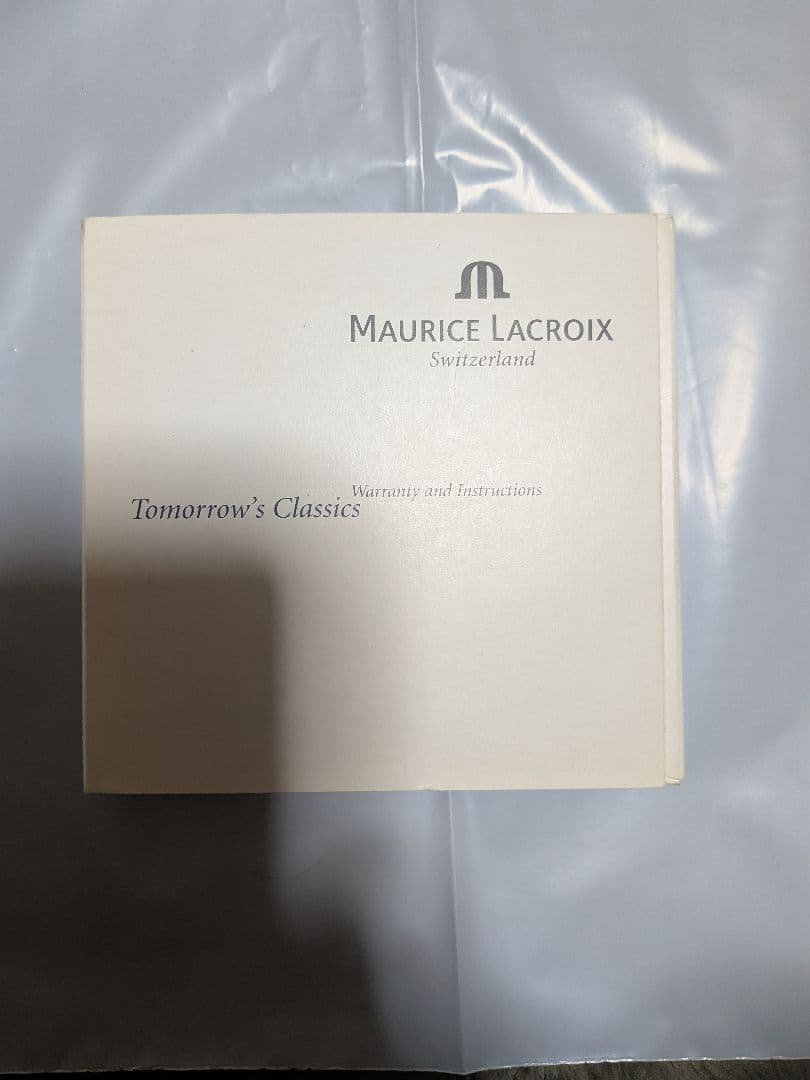 MAURICE LACROIX
Switzerland
Warranty and Instructions
Tomorrow's Classics